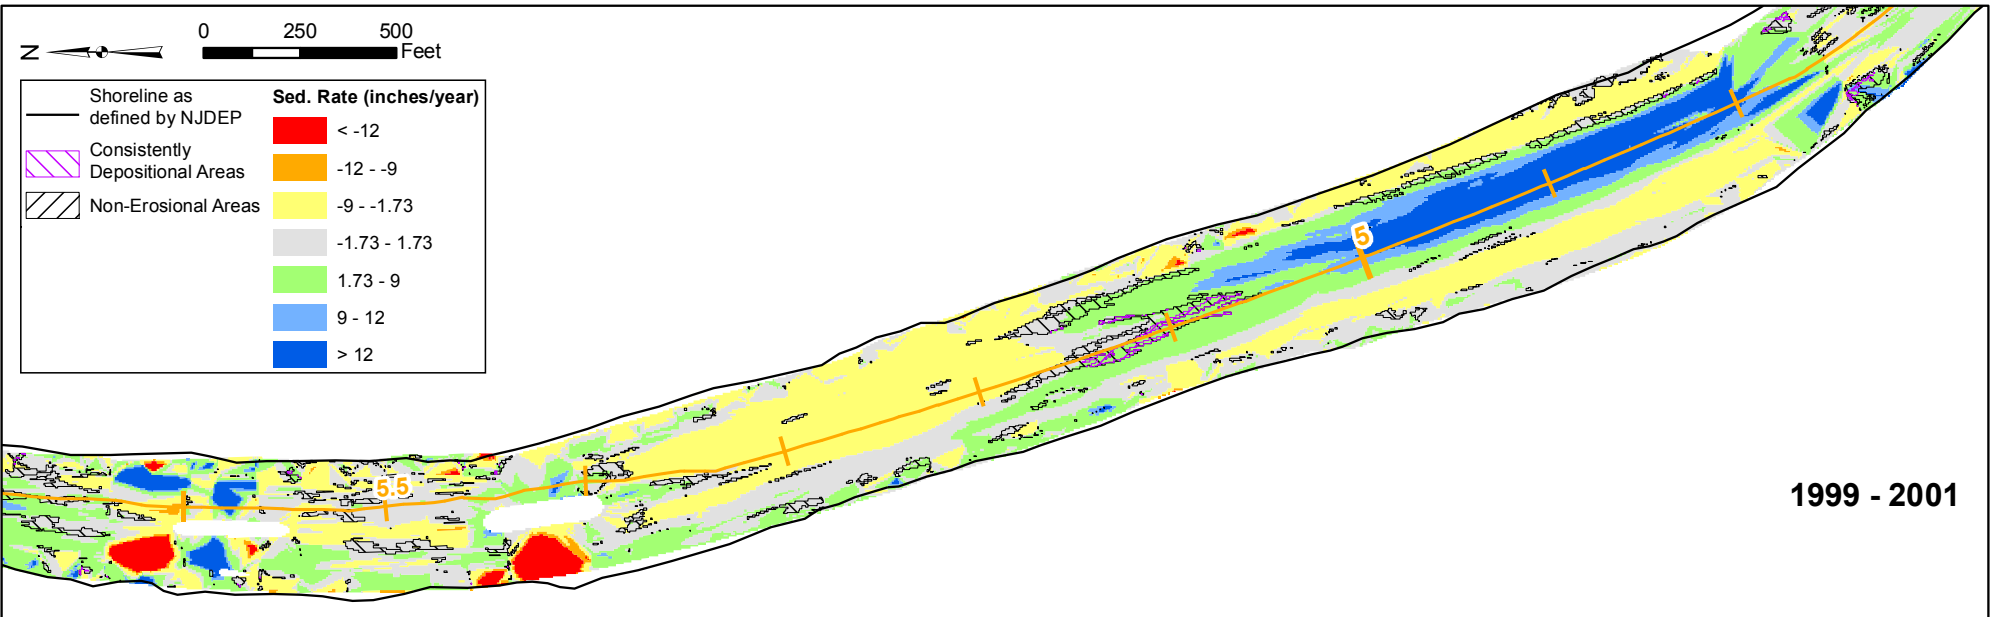 0 250 500
Feet
N
Shoreline as
defined by NJDEP
Consistently
Depositional Areas
Non-Erosional Areas
Sed. Rate (inches/year)
< -12
-12 - -9
-9 - -1.73
-1.73 - 1.73
1.73 - 9
9 - 12
> 12
5
5.5
1999 - 2001